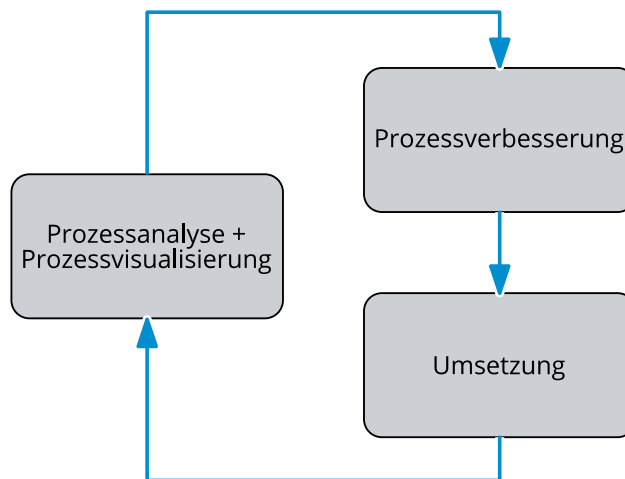 Prozessverbesserung
Prozessanalyse +
Prozessvisualisierung
Umsetzung